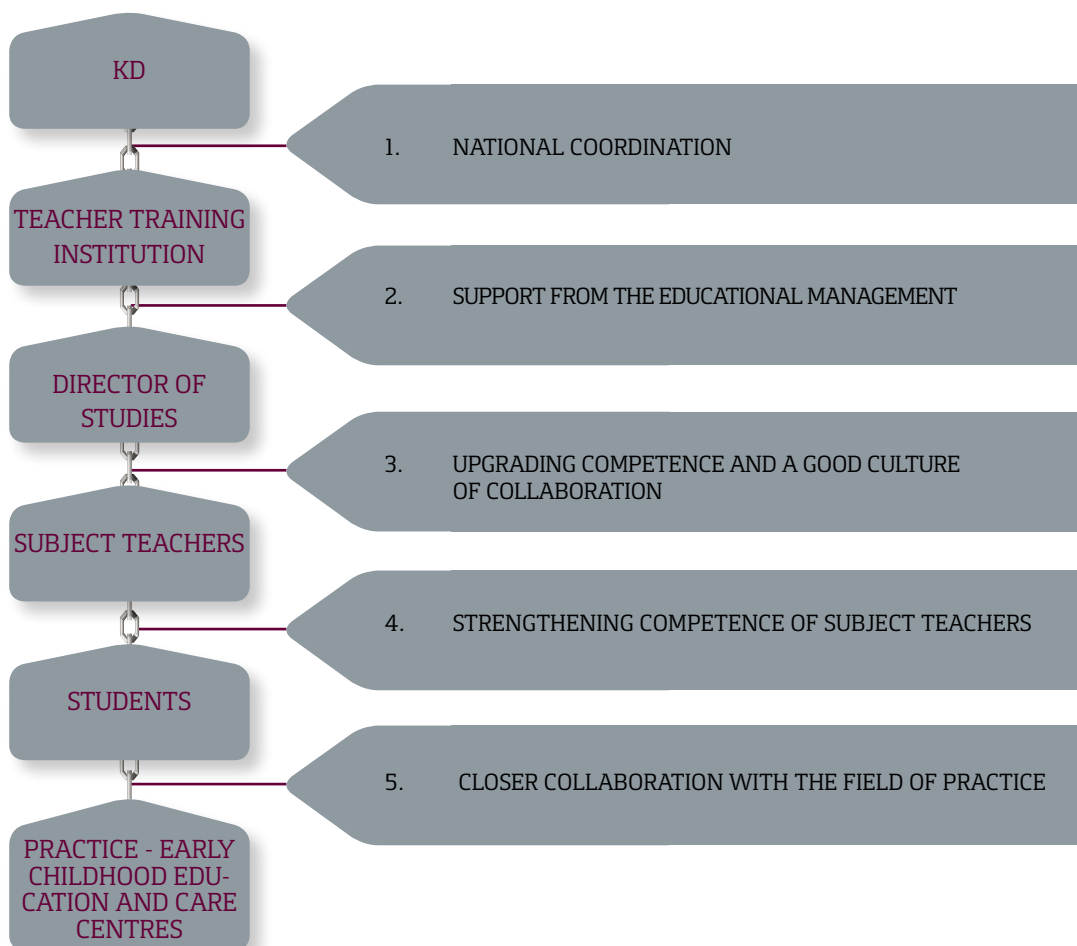 KD
1. NATIONAL COORDINATION
TEACHER TRAINING
INSTITUTION
2. SUPPORT FROM THE EDUCATIONAL MANAGEMENT
DIRECTOR OF
STUDIES
3. UPGRADING COMPETENCE AND A GOOD CULTURE
OF COLLABORATION
SUBJECT TEACHERS
4. STRENGTHENING COMPETENCE OF SUBJECT TEACHERS
STUDENTS
5. CLOSER COLLABORATION WITH THE FIELD OF PRACTICE
PRACTICE - EARLY
CHILDHOOD EDU-
CATION AND CARE
CENTRES